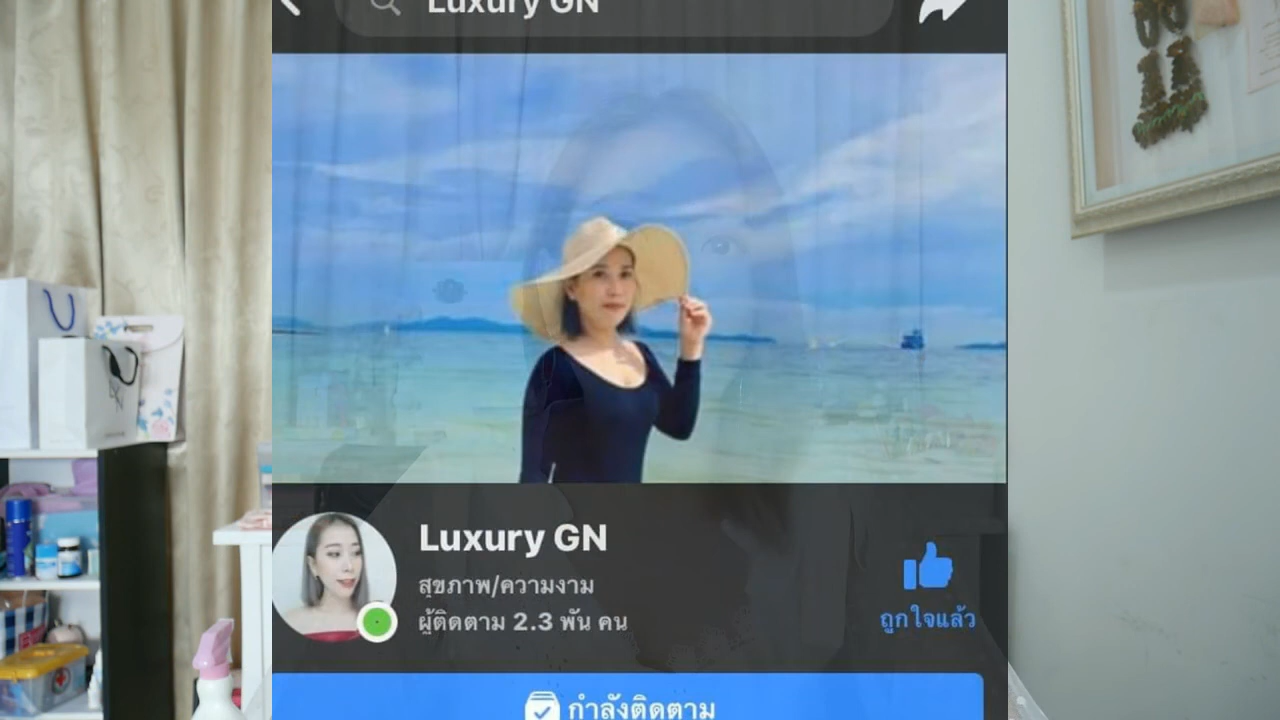 Luxury GN
Luxury GN
สุขภาพ/ความงาม
ผู้ติดตาม 2.3 พัน คน
ถูกใจแล้ว
กำลังติดตาม